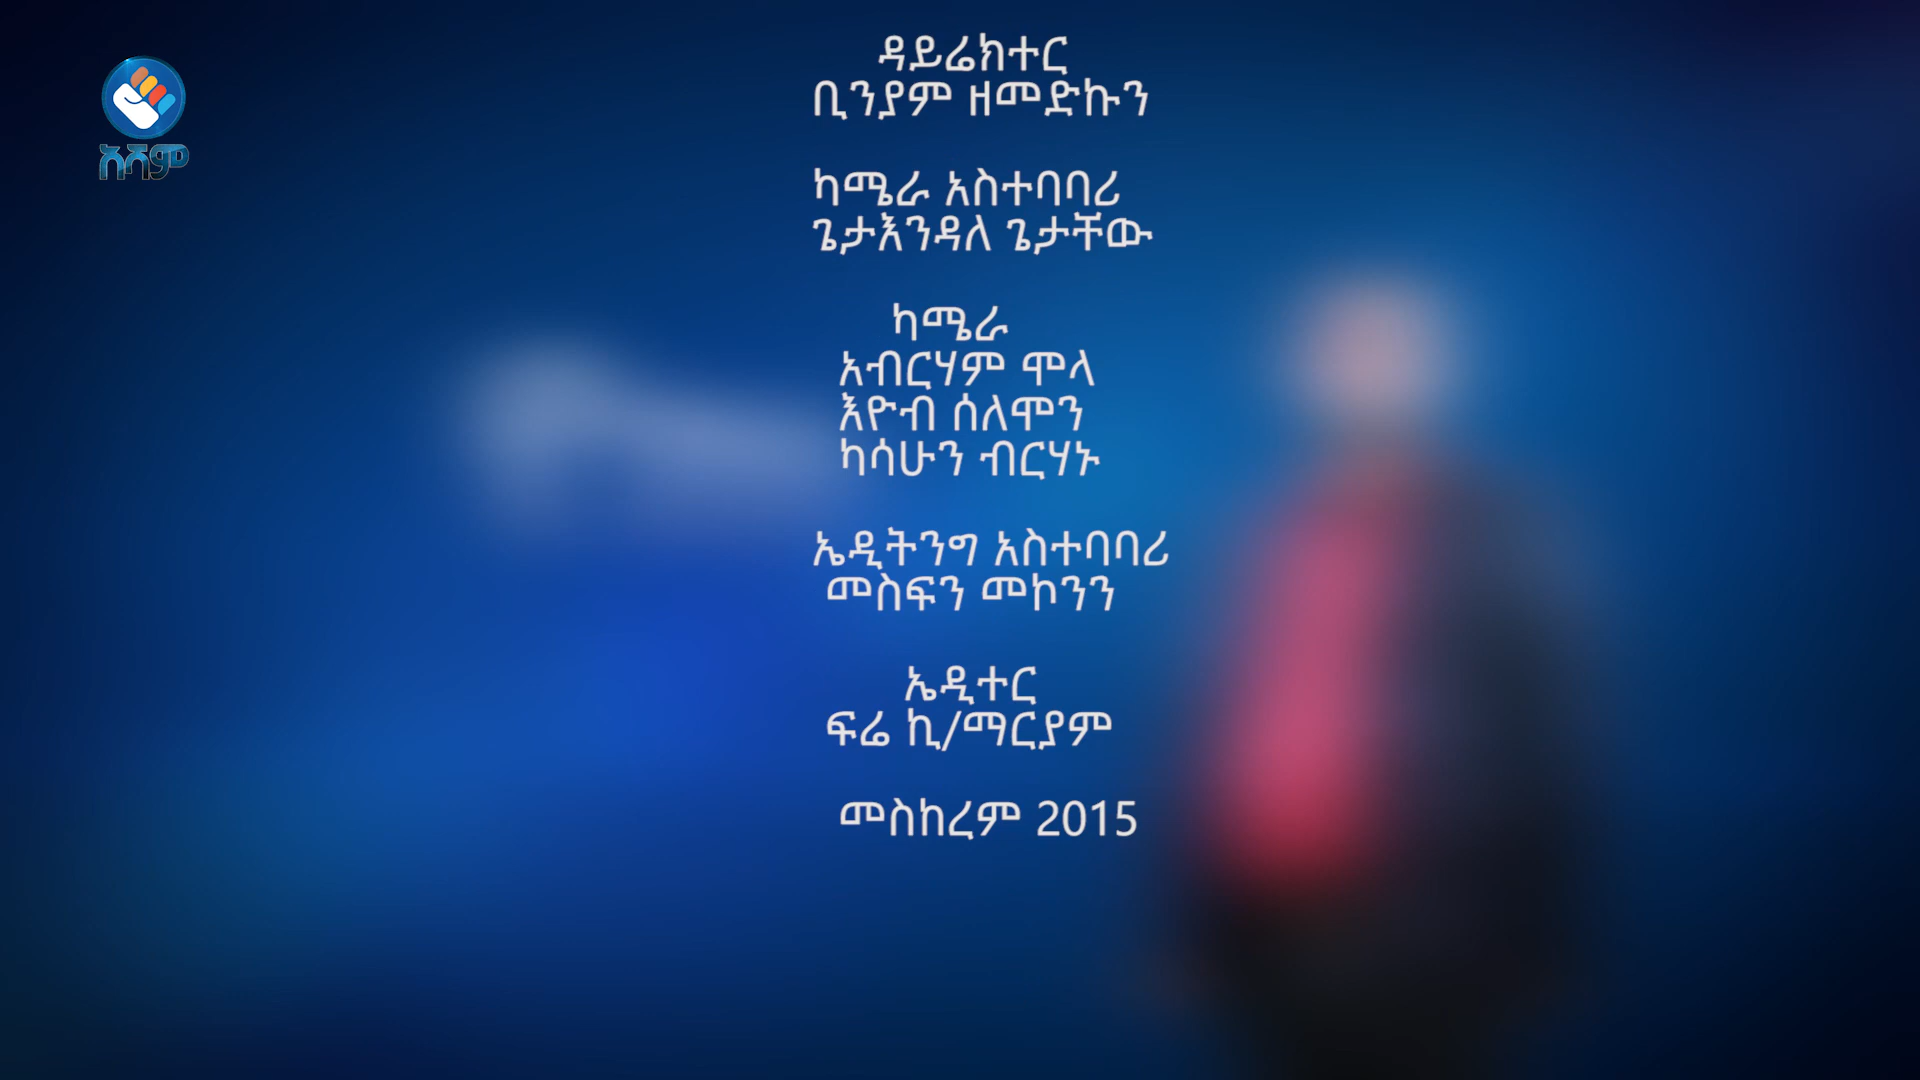 አሻም
ዳይሬክተር
ቢንያም ዘመድኩን
ካሜራ አስተባባሪ
ጌታእንዳለ ጌታቸው
ካሜራ
አብርሃም ሞላ
እዮብ ሰለሞን
ካሳሁን ብርሃኑ
ኤዲትንግ አስተባባሪ
መስፍን መኮንን
ኤዲተር
ፍሬ ኪ/ማርያም
መስከረም 2015